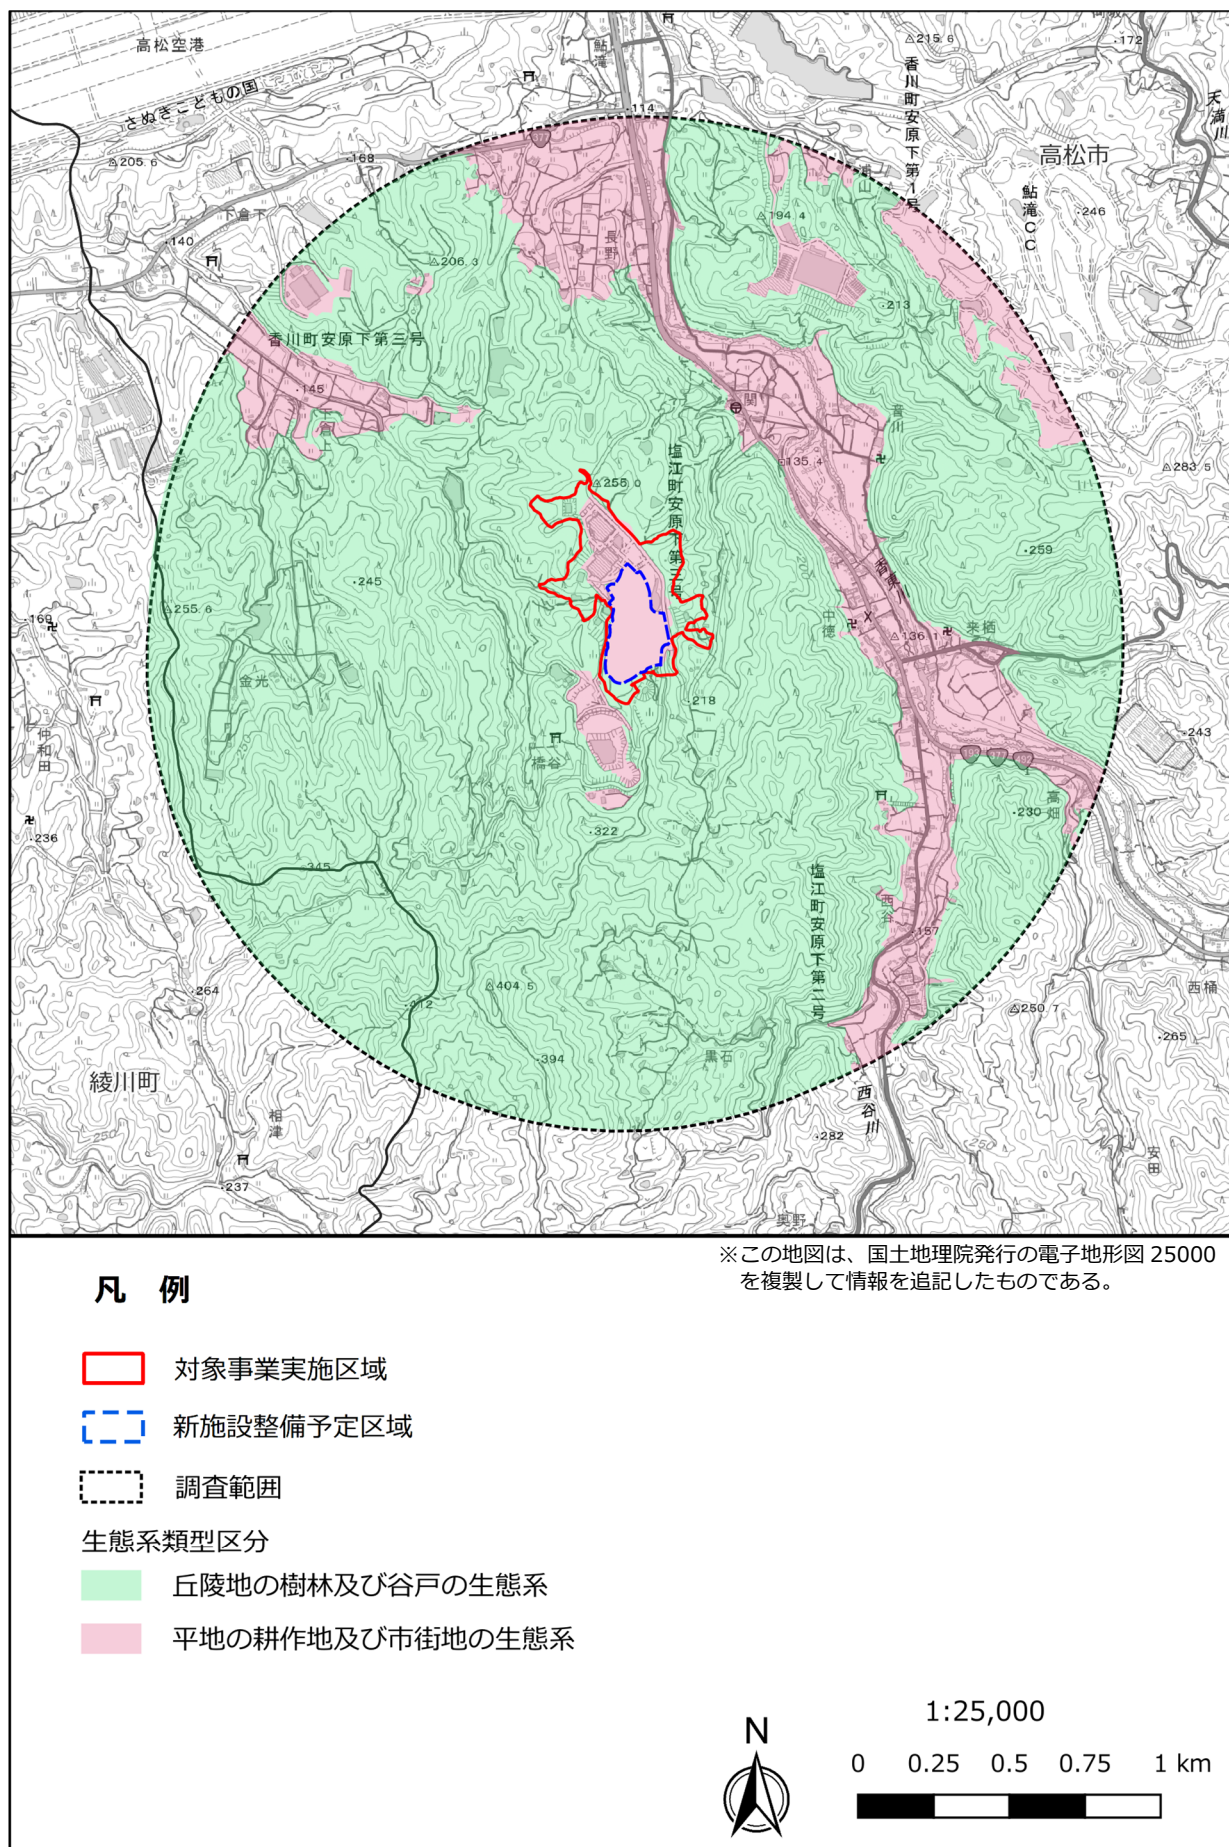 高松空港
さぬきこどもの国
鮎滝
△215.6
・172
香川町安原下第1号
天満川
高松市
・114
△205.6
・168
浦山
鮎滝CC
・246
下倉下
△194.4
・140
長野
△206.3
・213
香川町安原下第三号
・145
関
音川
塩江町安原下第三号
□135.4
△283.5
△255.0
・259
香東川
・245
△255.6
・169
中徳
△136.1
来栖
金光
・218
・243
仲和田
橋谷
193
377
高畑
・230
・236
・322
・345
塩江町安原下第二号
西谷
・157
・264
△404.5
・412
△250.7
西桶
・265
・394
黒石
綾川町
相津
西谷川
・282
250
250
安田
・237
奥野
※この地図は、国土地理院発行の電子地形図 25000
を複製して情報を追記したものである。
凡 例
対象事業実施区域
新施設整備予定区域
調査範囲
生態系類型区分
丘陵地の樹林及び谷戸の生態系
平地の耕作地及び市街地の生態系
N
1:25,000
0 0.25 0.5 0.75 1 km